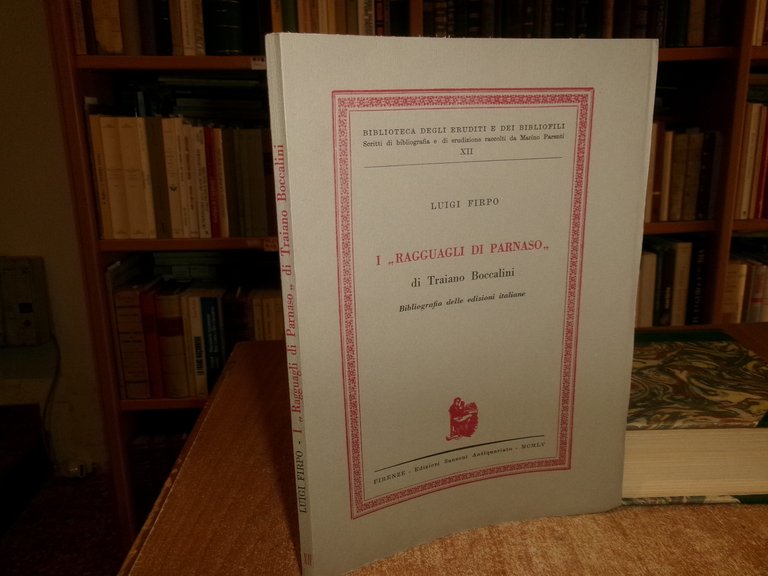 BIBLIOTECA DEGLI ERUDITI E DEI BIBLIOFILI
Scritti di bibliografia e di erudizione raccolti da Marino Parenti
XII
LUIGI FIRPO
I „RAGGUAGLI DI PARNASO„
di Traiano Boccalini
Bibliografia delle edizioni italiane
FIRENZE - Edizioni Sansoni Antiquariato - MCMLV
LUIGI FIRPO - I „Ragguagli di Parnaso„ di Traiano Boccalini
XII